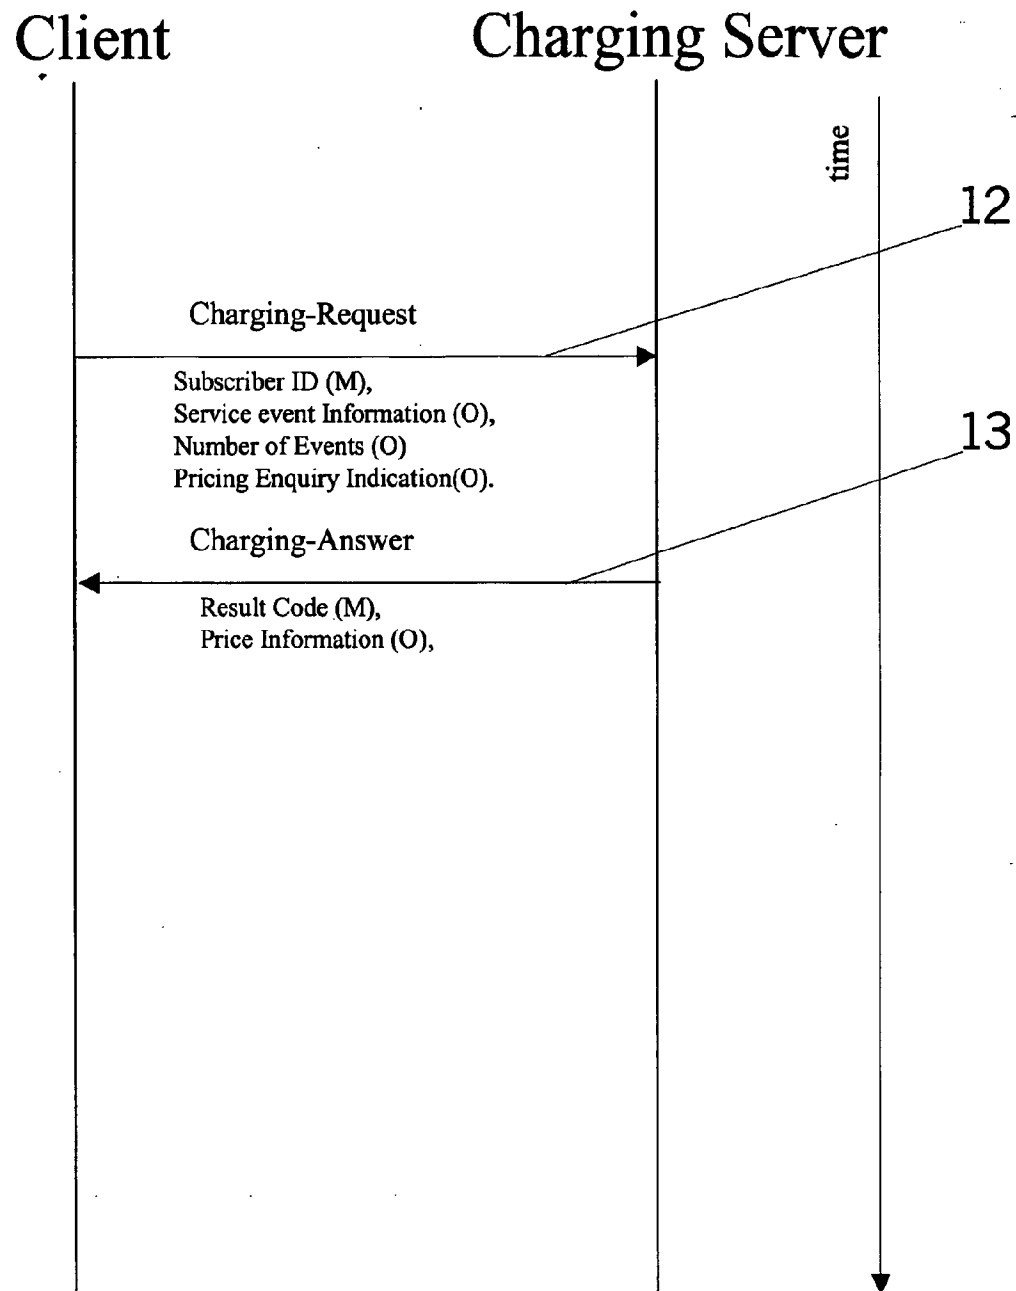 Client
Charging Server
time
12
Charging-Request
Subscriber ID (M),
Service event Information (O),
Number of Events (O)
Pricing Enquiry Indication(O).
13
Charging-Answer
Result Code (M),
Price Information (O),